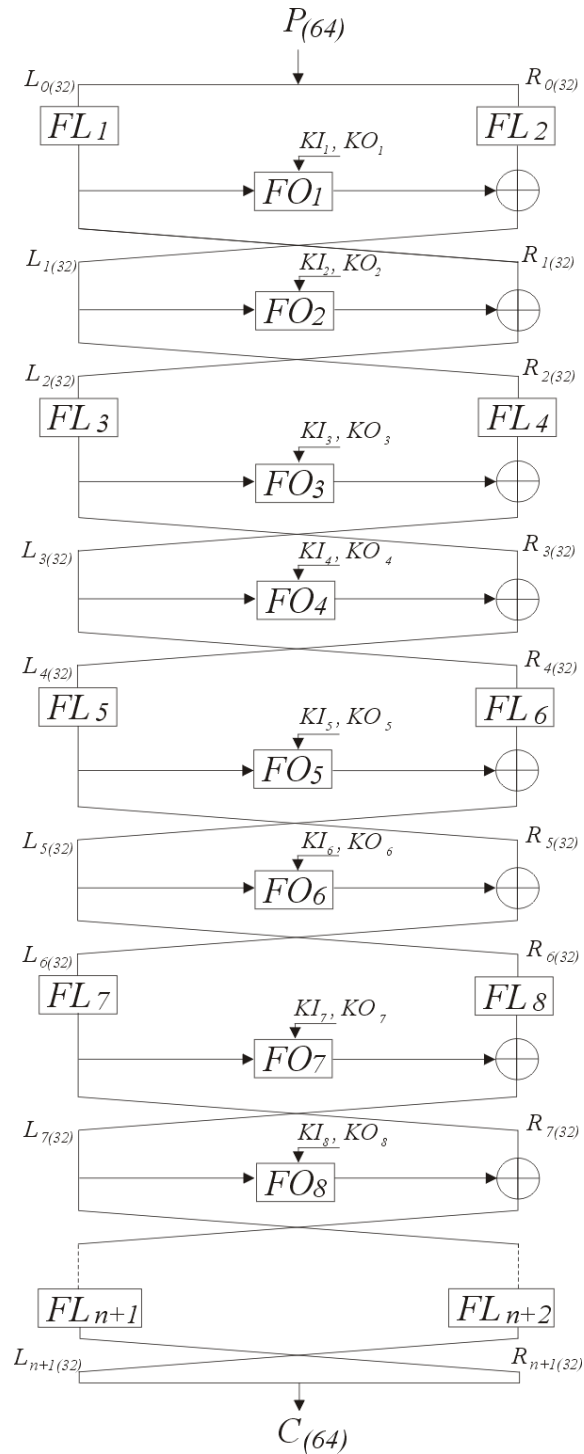 P(64)
L0(32) R0(32)
FL1 FL2
KI1, KO1
FO1
L1(32) R1(32)
KI2, KO2
FO2
L2(32) R2(32)
FL3 FL4
KI3, KO3
FO3
L3(32) R3(32)
KI4, KO4
FO4
L4(32) R4(32)
FL5 FL6
KI5, KO5
FO5
L5(32) R5(32)
KI6, KO6
FO6
L6(32) R6(32)
FL7 FL8
KI7, KO7
FO7
L7(32) R7(32)
KI8, KO8
FO8
FLn+1 FLn+2
Ln+1(32) Rn+1(32)
C(64)